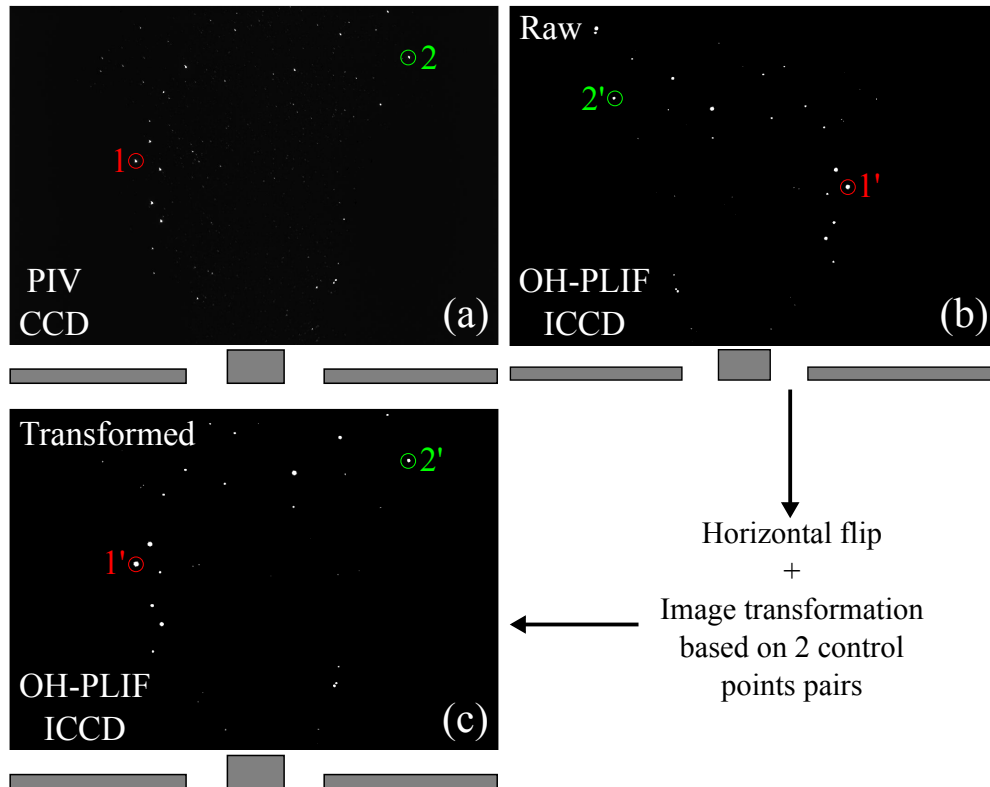 2
1
PIV
CCD
(a)
Raw
2'
1'
OH-PLIF
ICCD
(b)
Transformed
2'
1'
OH-PLIF
ICCD
(c)
Horizontal flip
+
Image transformation
based on 2 control
points pairs